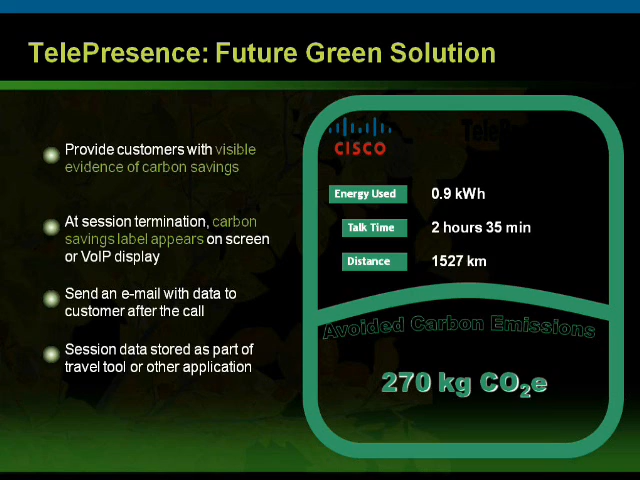 TelePresence: Future Green Solution
Provide customers with visible
evidence of carbon savings
At session termination, carbon
savings label appears on screen
or VoIP display
Send an e-mail with data to
customer after the call
Session data stored as part of
travel tool or other application
CISCO
Energy Used 0.9 kWh
Talk Time 2 hours 35 min
Distance 1527 km
Avoided Carbon Emissions
270 kg CO₂e